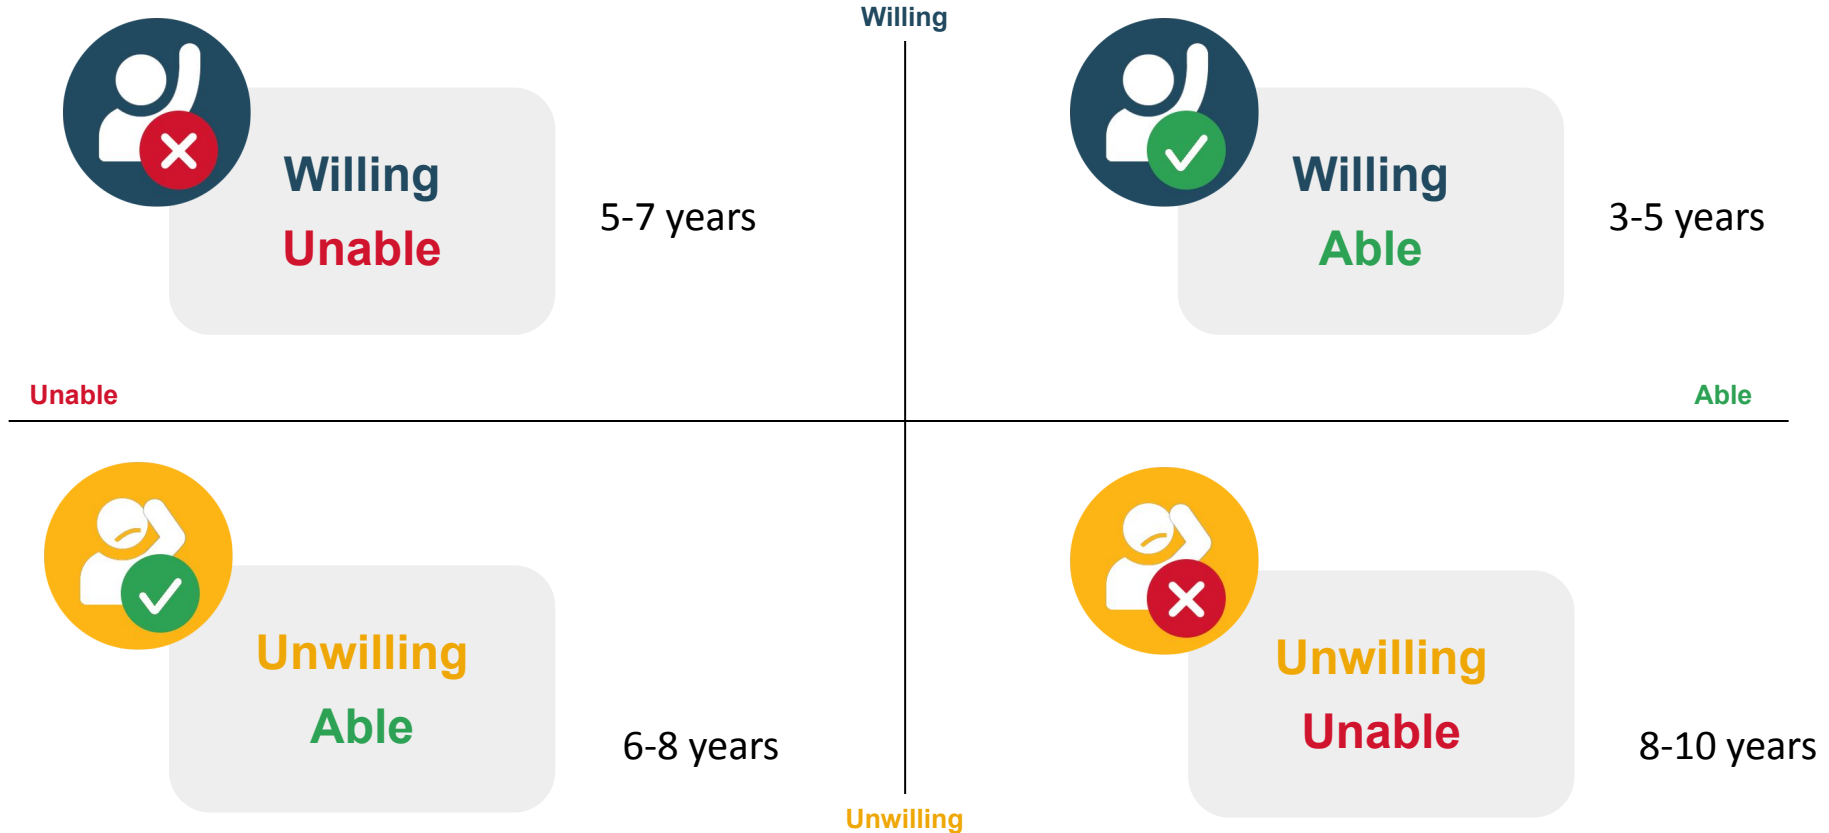 Willing
Willing
Unable
5-7 years
Willing
Able
3-5 years
Unable
Able
Unwilling
Able
6-8 years
Unwilling
Unable
8-10 years
Unwilling